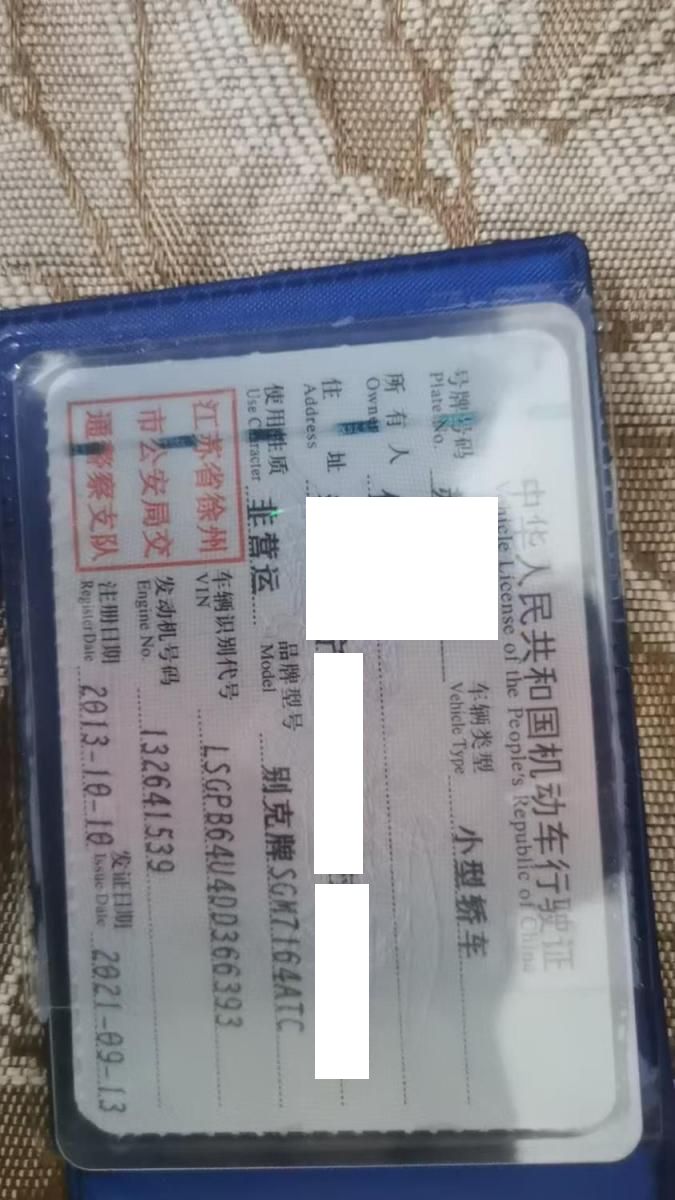 中华人民共和国机动车行驶证
Vehicle License of the People's Republic of China
号牌号码
Plate No.
车辆类型
Vehicle Type
小型轿车
所有人
Owner
住址
Address
使用性质
Use Character
非营运
品牌型号
Model
别克牌SGM7164ATC
江苏省徐州
市公安局交
通警察支队
车辆识别代号
VIN
LSGPB64U4DD366393
发动机号码
Engine No.
132641539
注册日期
Register Date
2013-10-10
发证日期
Issue Date
2021-09-13